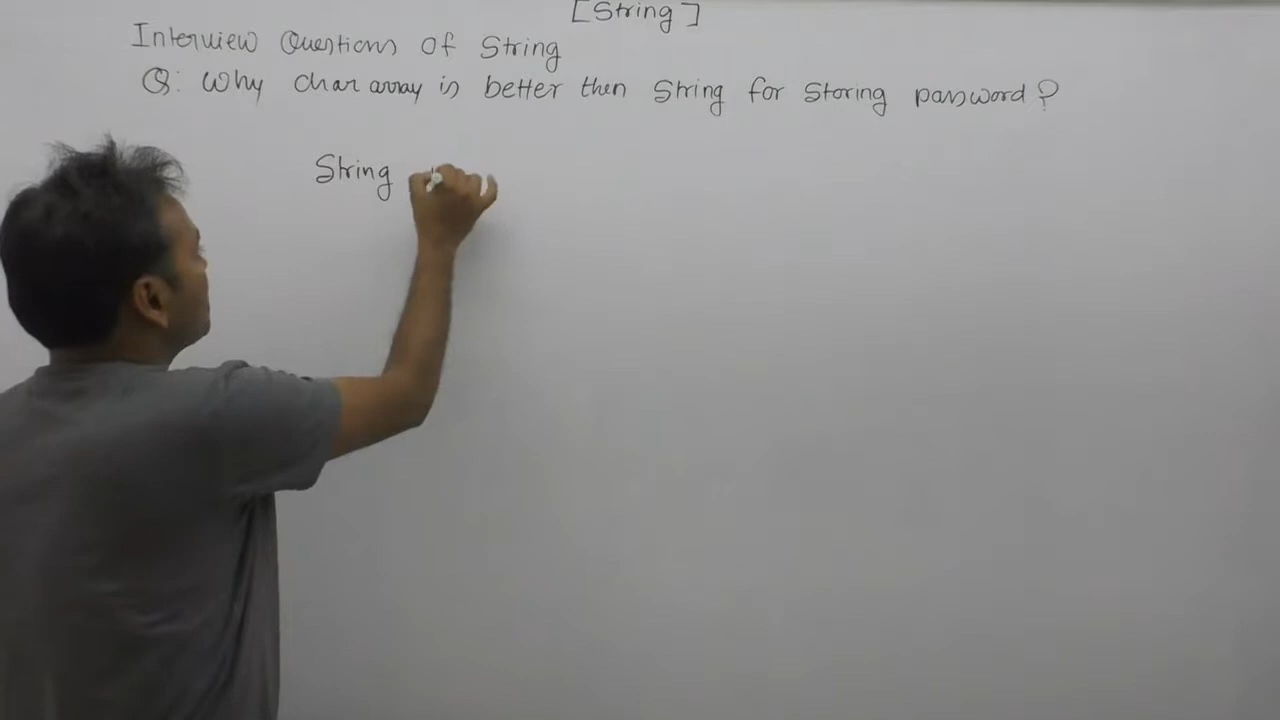 [String]
Interview Questions of String
Q: Why char array is better then String for Storing password?
String